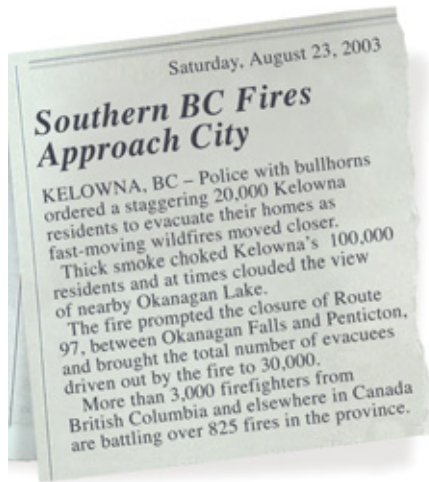 Saturday, August 23, 2003
Southern BC Fires
Approach City
KELOWNA, BC – Police with bullhorns
ordered a staggering 20,000 Kelowna
residents to evacuate their homes as
fast-moving wildfires moved closer.
Thick smoke choked Kelowna's 100,000
residents and at times clouded the view
of nearby Okanagan Lake.
The fire prompted the closure of Route
97, between Okanagan Falls and Penticton,
and brought the total number of evacuees
driven out by the fire to 30,000.
More than 3,000 firefighters from
British Columbia and elsewhere in Canada
are battling over 825 fires in the province.